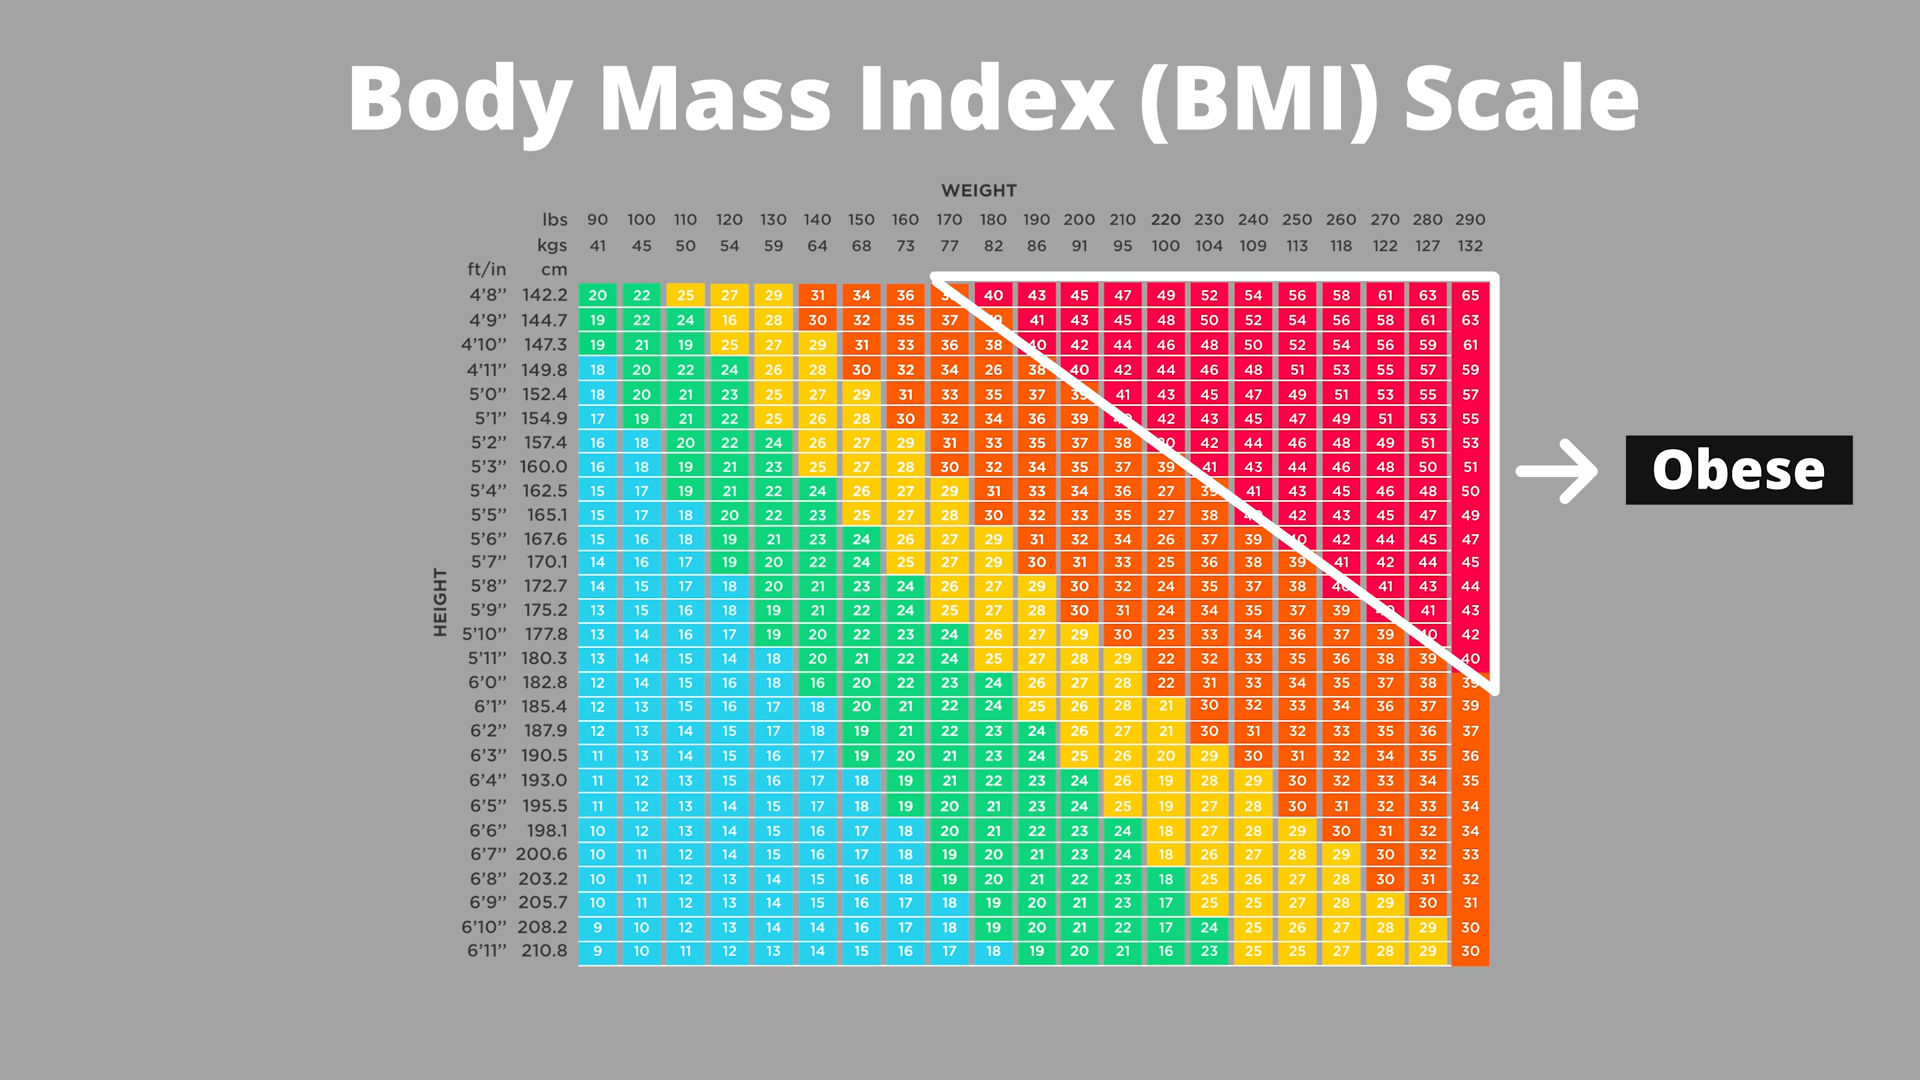 Body Mass Index (BMI) Scale
WEIGHT
lbs 90 100 110 120 130 140 150 160 170 180 190 200 210 220 230 240 250 260 270 280 290
kgs 41 45 50 54 59 64 68 73 77 82 86 91 95 100 104 109 113 118 122 127 132
ft/in cm
4’8’’ 142.2 20 22 25 27 29 31 34 36 40 43 45 47 49 52 54 56 58 61 63 65
4’9’’ 144.7 19 22 24 16 28 30 32 35 37 41 43 45 48 50 52 54 56 58 61 63
4’10’’ 147.3 19 21 19 25 27 29 31 33 36 38 40 42 44 46 48 50 52 54 56 59 61
4’11’’ 149.8 18 20 22 24 26 28 30 32 34 26 38 40 42 44 46 48 51 53 55 57 59
5’0’’ 152.4 18 20 21 23 25 27 29 31 33 35 37 39 41 43 45 47 49 51 53 55 57
5’1’’ 154.9 17 19 21 22 25 26 28 30 32 34 36 39 42 43 45 47 49 51 53 55
5’2’’ 157.4 16 18 20 22 24 26 27 29 31 33 35 37 38 42 44 46 48 49 51 53
5’3’’ 160.0 16 18 19 21 23 25 27 28 30 32 34 35 37 39 41 43 44 46 48 50 51
5’4’’ 162.5 15 17 19 21 22 24 26 27 29 31 33 34 36 27 39 41 43 45 46 48 50
5’5’’ 165.1 15 17 18 20 22 23 25 27 28 30 32 33 35 27 38 42 43 45 47 49
5’6’’ 167.6 15 16 18 19 21 23 24 26 27 29 31 32 34 26 37 39 40 42 44 45 47
5’7’’ 170.1 14 16 17 19 20 22 24 25 27 29 30 31 33 25 36 38 39 41 42 44 45
5’8’’ 172.7 14 15 17 18 20 21 23 24 26 27 29 30 32 24 35 37 38 40 41 43 44
5’9’’ 175.2 13 15 16 18 19 21 22 24 25 27 28 30 31 24 34 35 37 39 41 43
HEIGHT
5’10’’ 177.8 13 14 16 17 19 20 22 23 24 26 27 29 30 23 33 34 36 37 39 40 42
5’11’’ 180.3 13 14 15 14 18 20 21 22 24 25 27 28 29 22 32 33 35 36 38 39 40
6’0’’ 182.8 12 14 15 16 18 16 20 22 23 24 26 27 28 22 31 33 34 35 37 38 39
6’1’’ 185.4 12 13 15 16 17 18 20 21 22 24 25 26 28 21 30 32 33 34 36 37 39
6’2’’ 187.9 12 13 14 15 17 18 19 21 22 23 24 26 27 21 30 31 32 33 35 36 37
6’3’’ 190.5 11 13 14 15 16 17 19 20 21 23 24 25 26 20 29 30 31 32 34 35 36
6’4’’ 193.0 11 12 13 15 16 17 18 19 21 22 23 24 26 19 28 29 30 32 33 34 35
6’5’’ 195.5 11 12 13 14 15 17 18 19 20 21 23 24 25 19 27 28 30 31 32 33 34
6’6’’ 198.1 10 12 13 14 15 16 17 18 20 21 22 23 24 18 27 28 29 30 31 32 34
6’7’’ 200.6 10 11 12 14 15 16 17 18 19 20 21 23 24 18 26 27 28 29 30 32 33
6’8’’ 203.2 10 11 12 13 14 15 16 18 19 20 21 22 23 18 25 26 27 28 30 31 32
6’9’’ 205.7 10 11 12 13 14 15 16 17 18 19 20 21 23 17 25 25 27 28 29 30 31
6’10’’ 208.2 9 10 12 13 14 14 16 17 18 19 20 21 22 17 24 25 26 27 28 29 30
6’11’’ 210.8 9 10 11 12 13 14 15 16 17 18 19 20 21 16 23 25 25 27 28 29 30
Obese